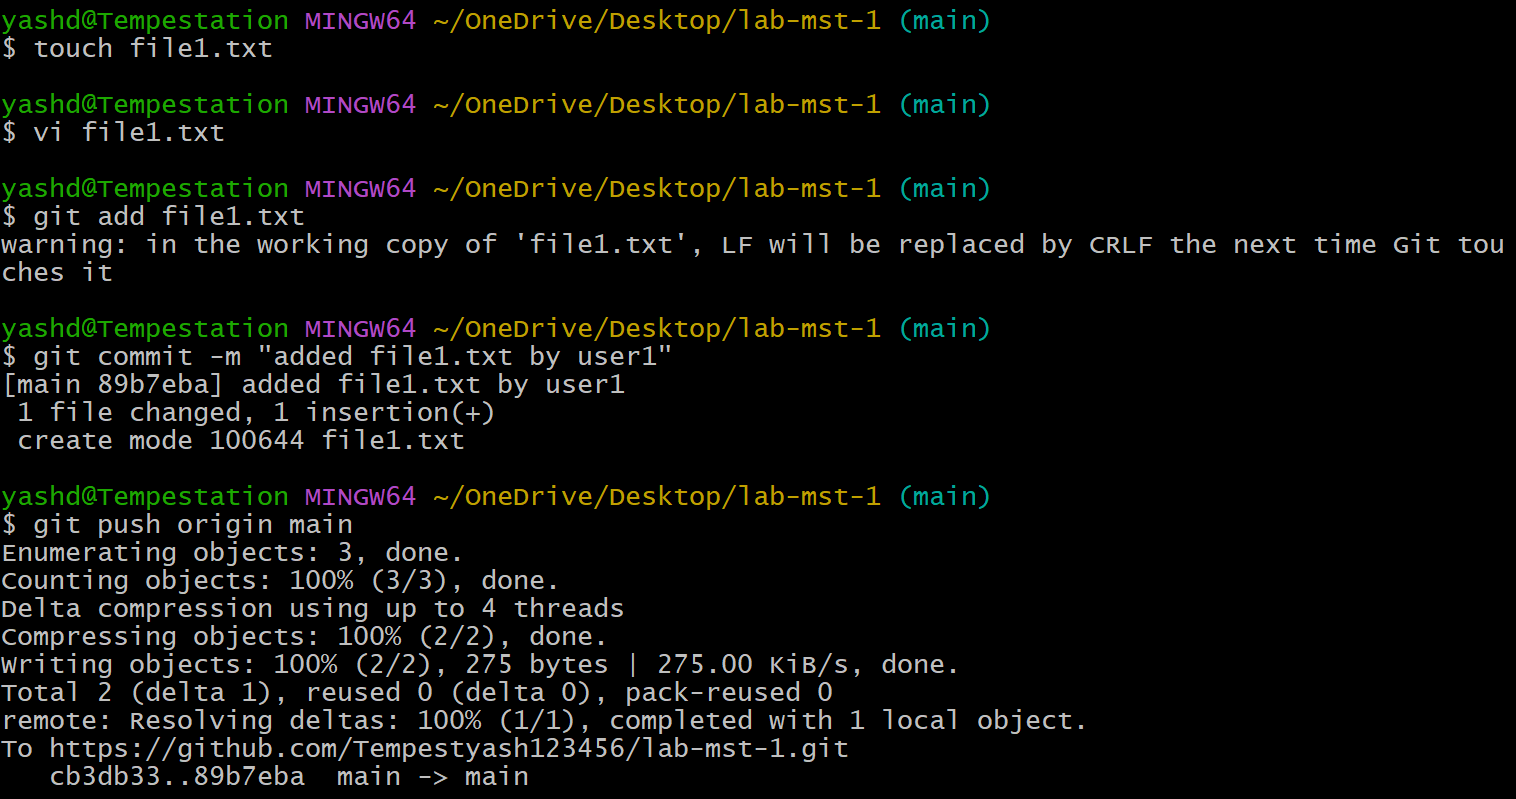 yashd@Tempestation MINGW64 ~/OneDrive/Desktop/lab-mst-1 (main)
$ touch file1.txt
yashd@Tempestation MINGW64 ~/OneDrive/Desktop/lab-mst-1 (main)
$ vi file1.txt
yashd@Tempestation MINGW64 ~/OneDrive/Desktop/lab-mst-1 (main)
$ git add file1.txt
warning: in the working copy of 'file1.txt', LF will be replaced by CRLF the next time Git tou
ches it
yashd@Tempestation MINGW64 ~/OneDrive/Desktop/lab-mst-1 (main)
$ git commit -m "added file1.txt by user1"
[main 89b7eba] added file1.txt by user1
 1 file changed, 1 insertion(+)
 create mode 100644 file1.txt
yashd@Tempestation MINGW64 ~/OneDrive/Desktop/lab-mst-1 (main)
$ git push origin main
Enumerating objects: 3, done.
Counting objects: 100% (3/3), done.
Delta compression using up to 4 threads
Compressing objects: 100% (2/2), done.
Writing objects: 100% (2/2), 275 bytes | 275.00 KiB/s, done.
Total 2 (delta 1), reused 0 (delta 0), pack-reused 0
remote: Resolving deltas: 100% (1/1), completed with 1 local object.
To https://github.com/Tempestyash123456/lab-mst-1.git
   cb3db33..89b7eba  main -> main